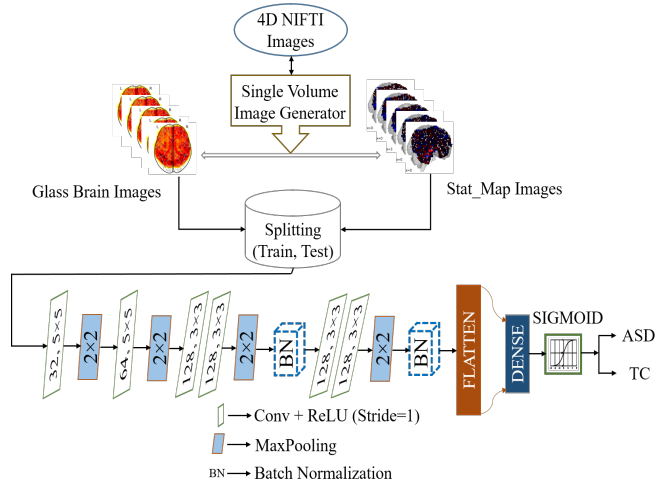 4D NIFTI
Images
Single Volume
Image Generator
Glass Brain Images
Stat_Map Images
Splitting
(Train, Test)
32, 5×5
2×2
64, 5×5
2×2
128, 3×3
128, 3×3
2×2
BN
128, 3×3
128, 3×3
2×2
BN
FLATTEN
DENSE
SIGMOID
ASD
TC
Conv + ReLU (Stride=1)
MaxPooling
BN Batch Normalization